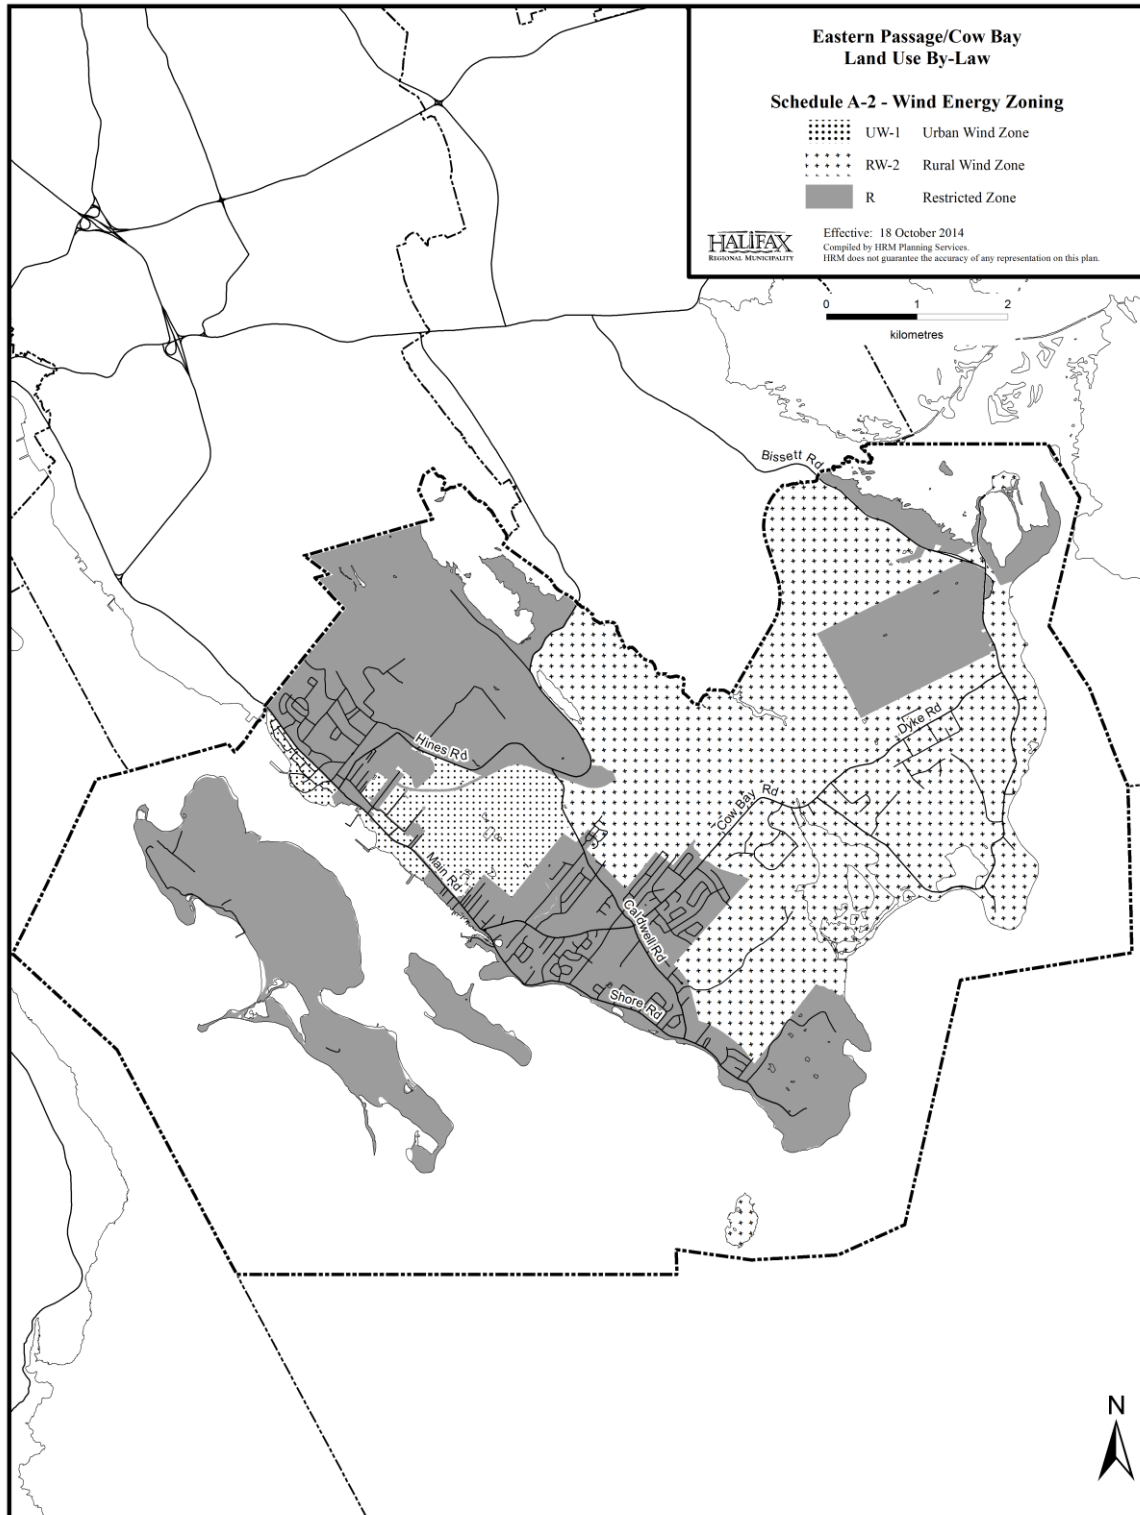 Eastern Passage/Cow Bay
Land Use By-Law
Schedule A-2 - Wind Energy Zoning
UW-1 Urban Wind Zone
RW-2 Rural Wind Zone
R Restricted Zone
HALIFAX
REGIONAL MUNICIPALITY
Effective: 18 October 2014
Compiled by HRM Planning Services.
HRM does not guarantee the accuracy of any representation on this plan.
0 1 2
kilometres
Bissett Rd
Dyke Rd
Hines Rd
Cow Bay Rd
Main Rd
Caldwell Rd
Shore Rd
N